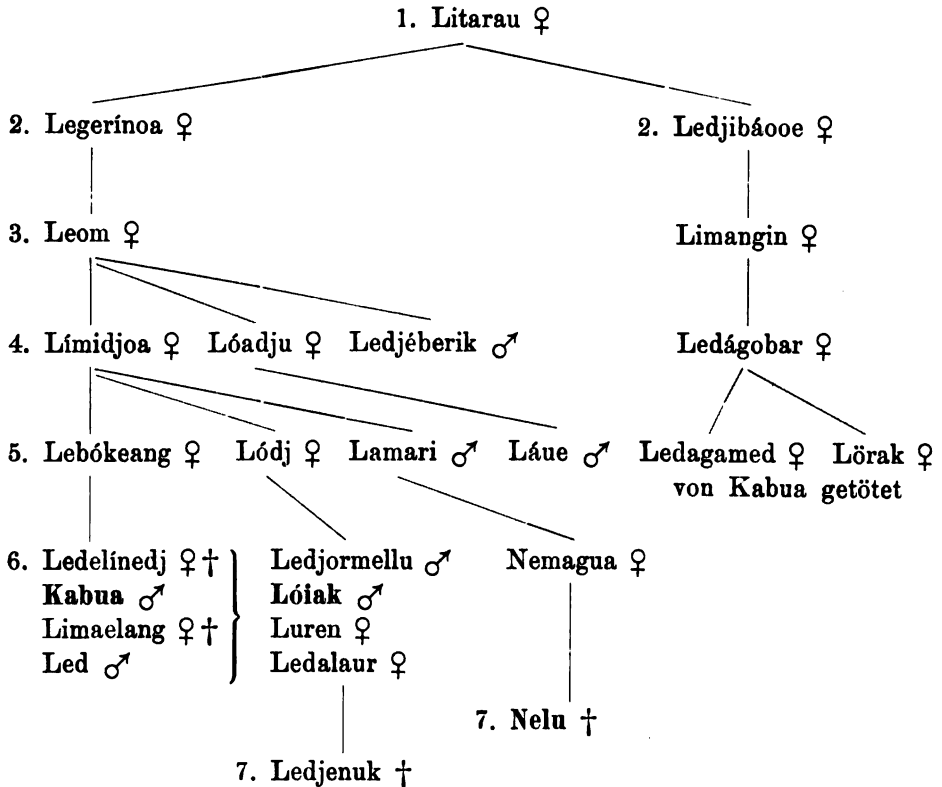 1. Litarau ♀
2. Legerínoa ♀ 2. Ledjibáooe ♀
3. Leom ♀ Limangin ♀
4. Límidjoa ♀ Lóadju ♀ Ledjéberik ♂ Ledágobar ♀
5. Lebókeang ♀ Lódj ♀ Lamari ♂ Láue ♂ Ledagamed ♀ Lörak ♀
von Kabua getötet
6. Ledelínedj ♀ † Ledjormellu ♂ Nemagua ♀
Kabua ♂ Lóiak ♂
Limaelang ♀ † Luren ♀
Led ♂ Ledalaur ♀
7. Nelu †
7. Ledjenuk †